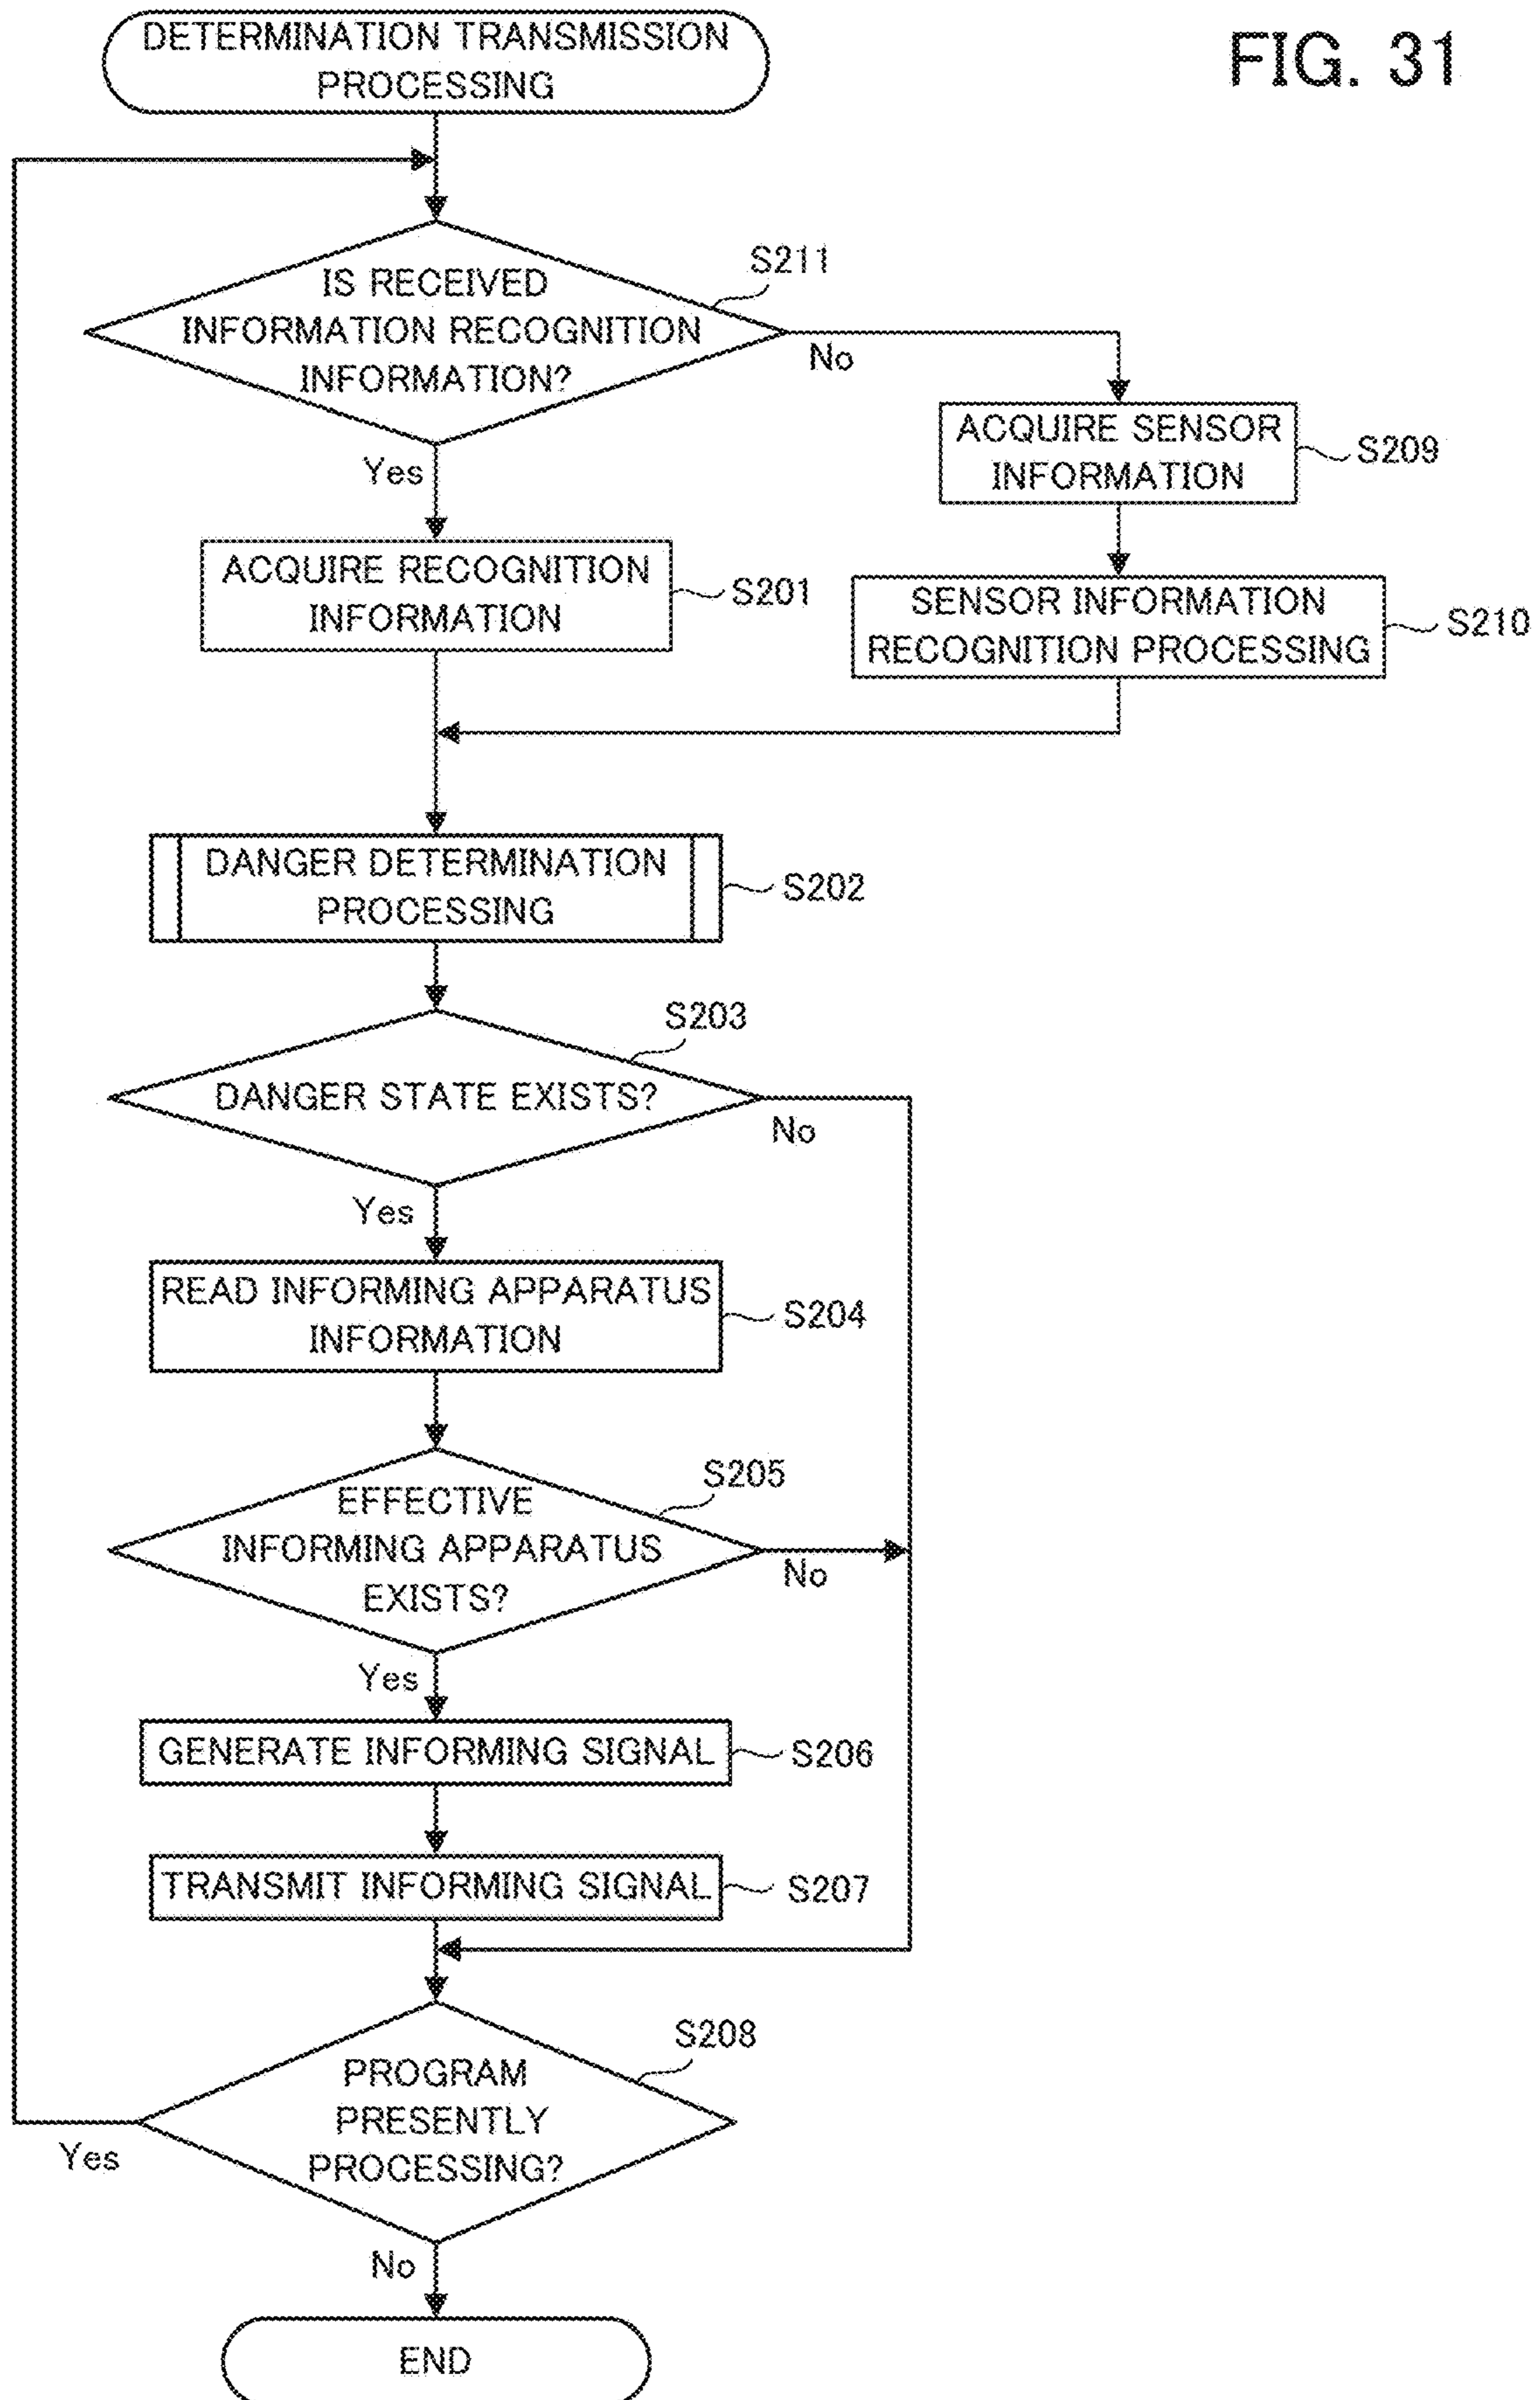 DETERMINATION TRANSMISSION
PROCESSING
FIG. 31
S211
IS RECEIVED
INFORMATION RECOGNITION
INFORMATION?
No
Yes
ACQUIRE SENSOR
INFORMATION
S209
ACQUIRE RECOGNITION
INFORMATION
S201
SENSOR INFORMATION
RECOGNITION PROCESSING
S210
DANGER DETERMINATION
PROCESSING
S202
S203
DANGER STATE EXISTS?
No
Yes
READ INFORMING APPARATUS
INFORMATION
S204
S205
EFFECTIVE
INFORMING APPARATUS
EXISTS?
No
Yes
GENERATE INFORMING SIGNAL
S206
TRANSMIT INFORMING SIGNAL
S207
S208
PROGRAM
PRESENTLY
PROCESSING?
Yes
No
END